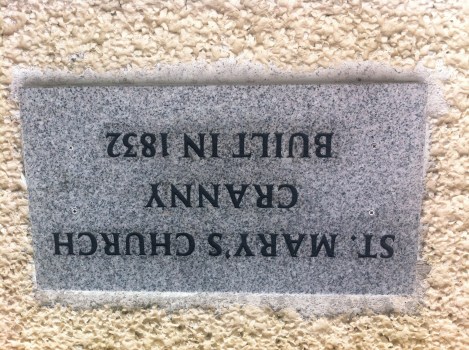 ST. MARY'S CHURCH
CRANNY
BUILT IN 1832